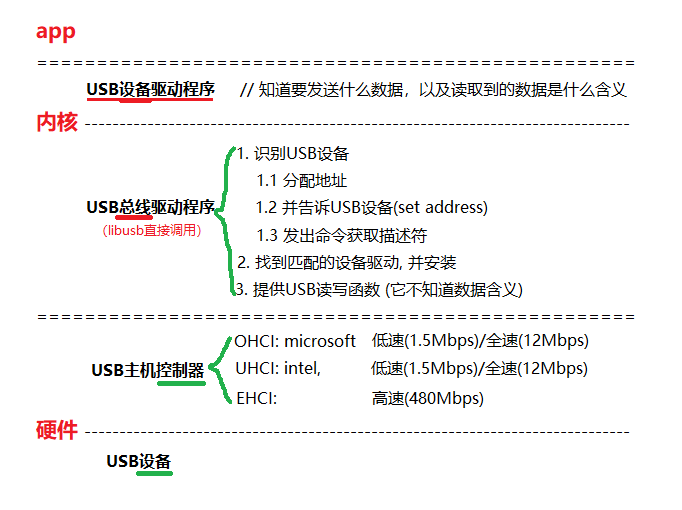 app
==================================================
USB设备驱动程序 // 知道要发送什么数据，以及读取到的数据是什么含义
内核 --------------------------------------------------------------------------------
1. 识别USB设备
1.1 分配地址
USB总线驱动程序 1.2 并告诉USB设备(set address)
（libusb直接调用） 1.3 发出命令获取描述符
2. 找到匹配的设备驱动, 并安装
3. 提供USB读写函数 (它不知道数据含义)
==================================================
OHCI: microsoft 低速(1.5Mbps)/全速(12Mbps)
USB主机控制器 UHCI: intel, 低速(1.5Mbps)/全速(12Mbps)
EHCI: 高速(480Mbps)
硬件 --------------------------------------------------------------------------------
USB设备